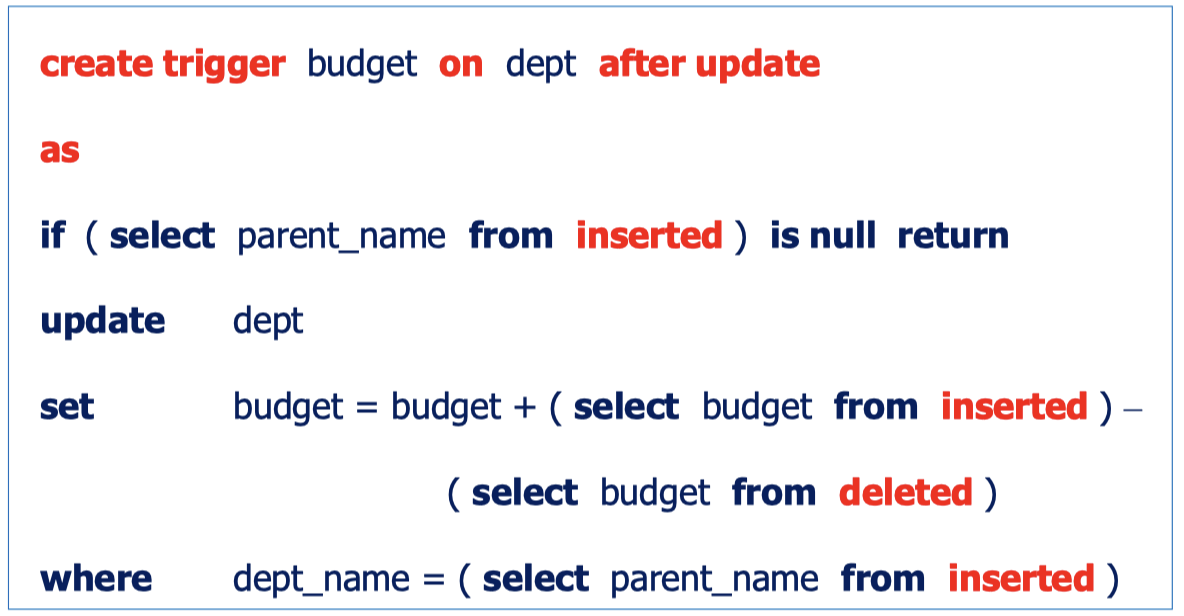 create trigger budget on dept after update
as
if ( select parent_name from inserted ) is null return
update dept
set budget = budget + ( select budget from inserted ) –
( select budget from deleted )
where dept_name = ( select parent_name from inserted )